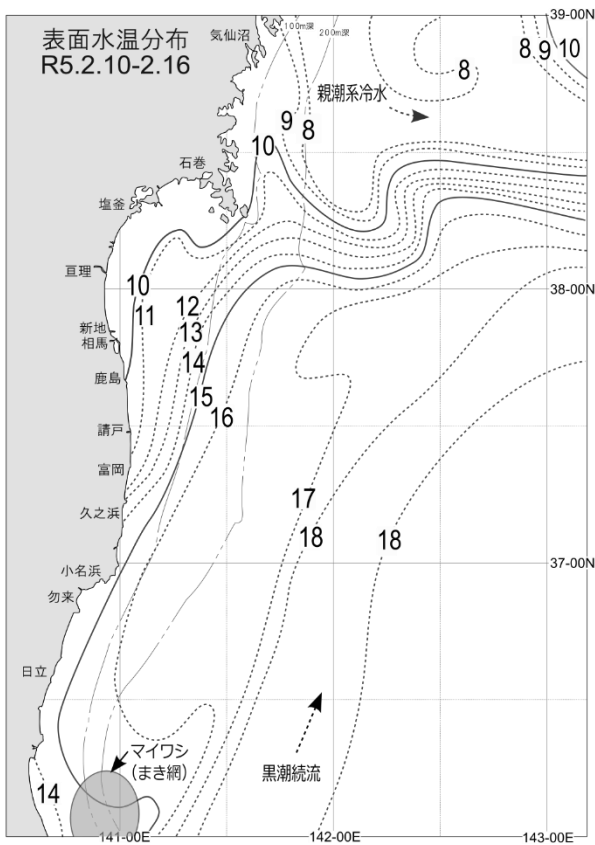 表面水温分布
R5.2.10-2.16
39-00N
気仙沼
100m深
200m深
8
9
10
8
親潮系冷水
9
8
10
石巻
塩釜
亘理
38-00N
10
11
12
13
新地
相馬
14
鹿島
15
16
請戸
富岡
17
久之浜
18
18
37-00N
小名浜
勿来
日立
マイワシ
(まき網)
黒潮続流
14
141-00E
142-00E
143-00E